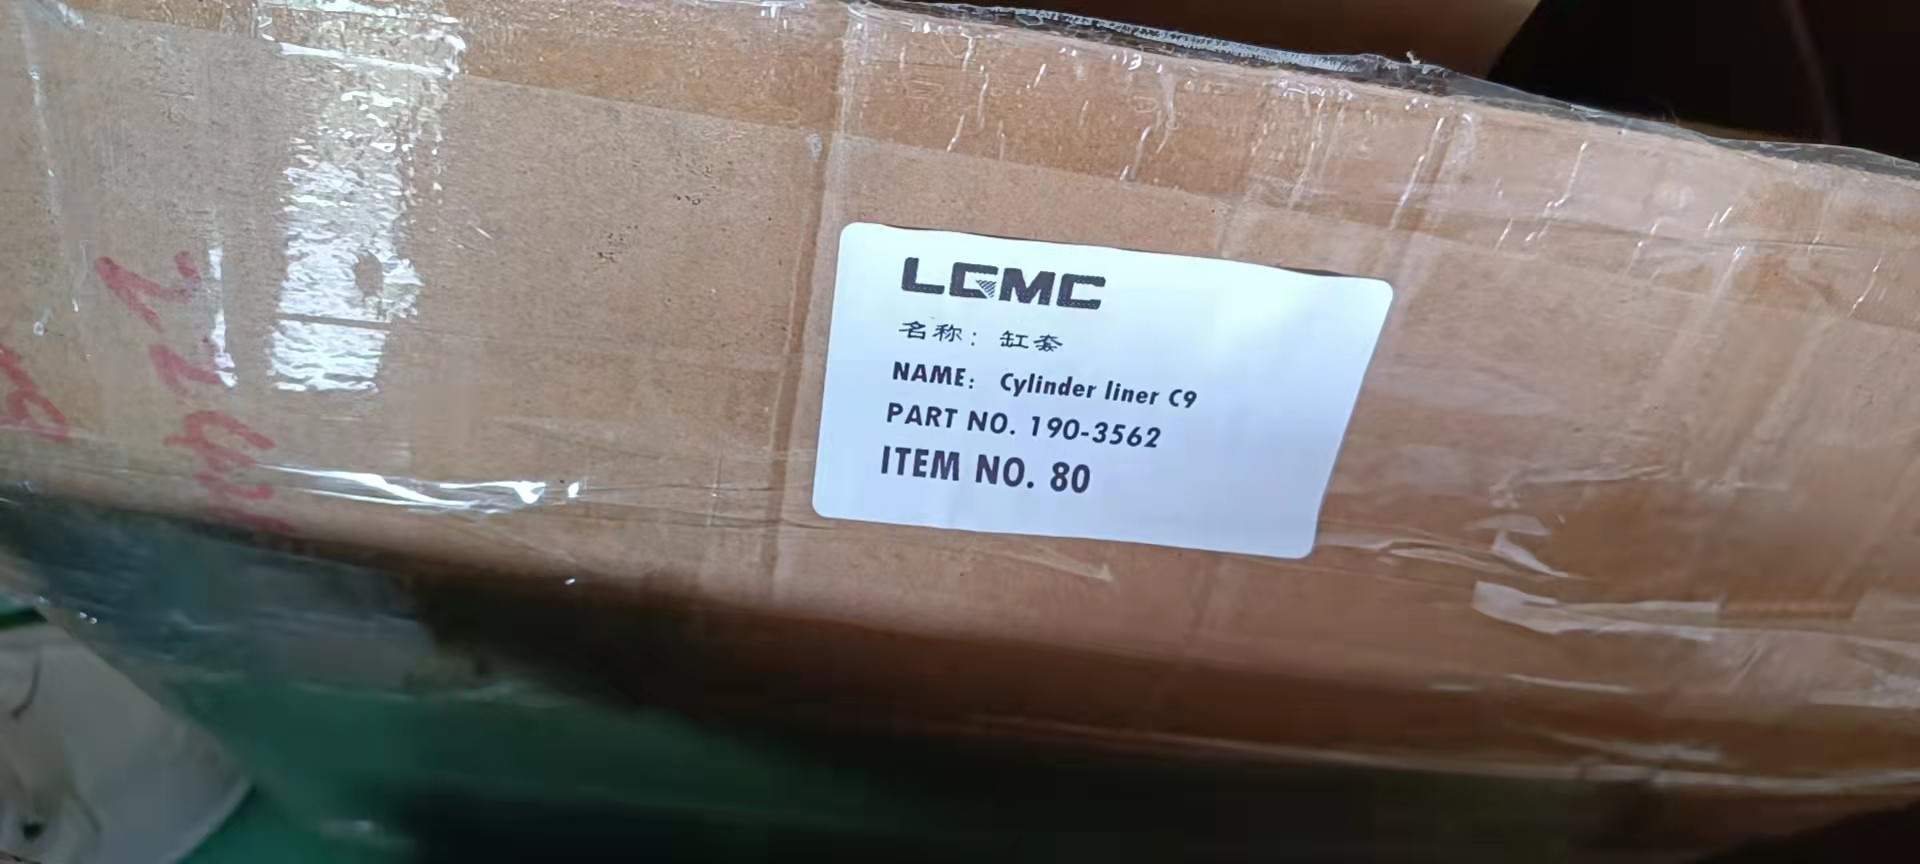 LGMC
名称: 缸套
NAME: Cylinder liner C9
PART NO. 190-3562
ITEM NO. 80